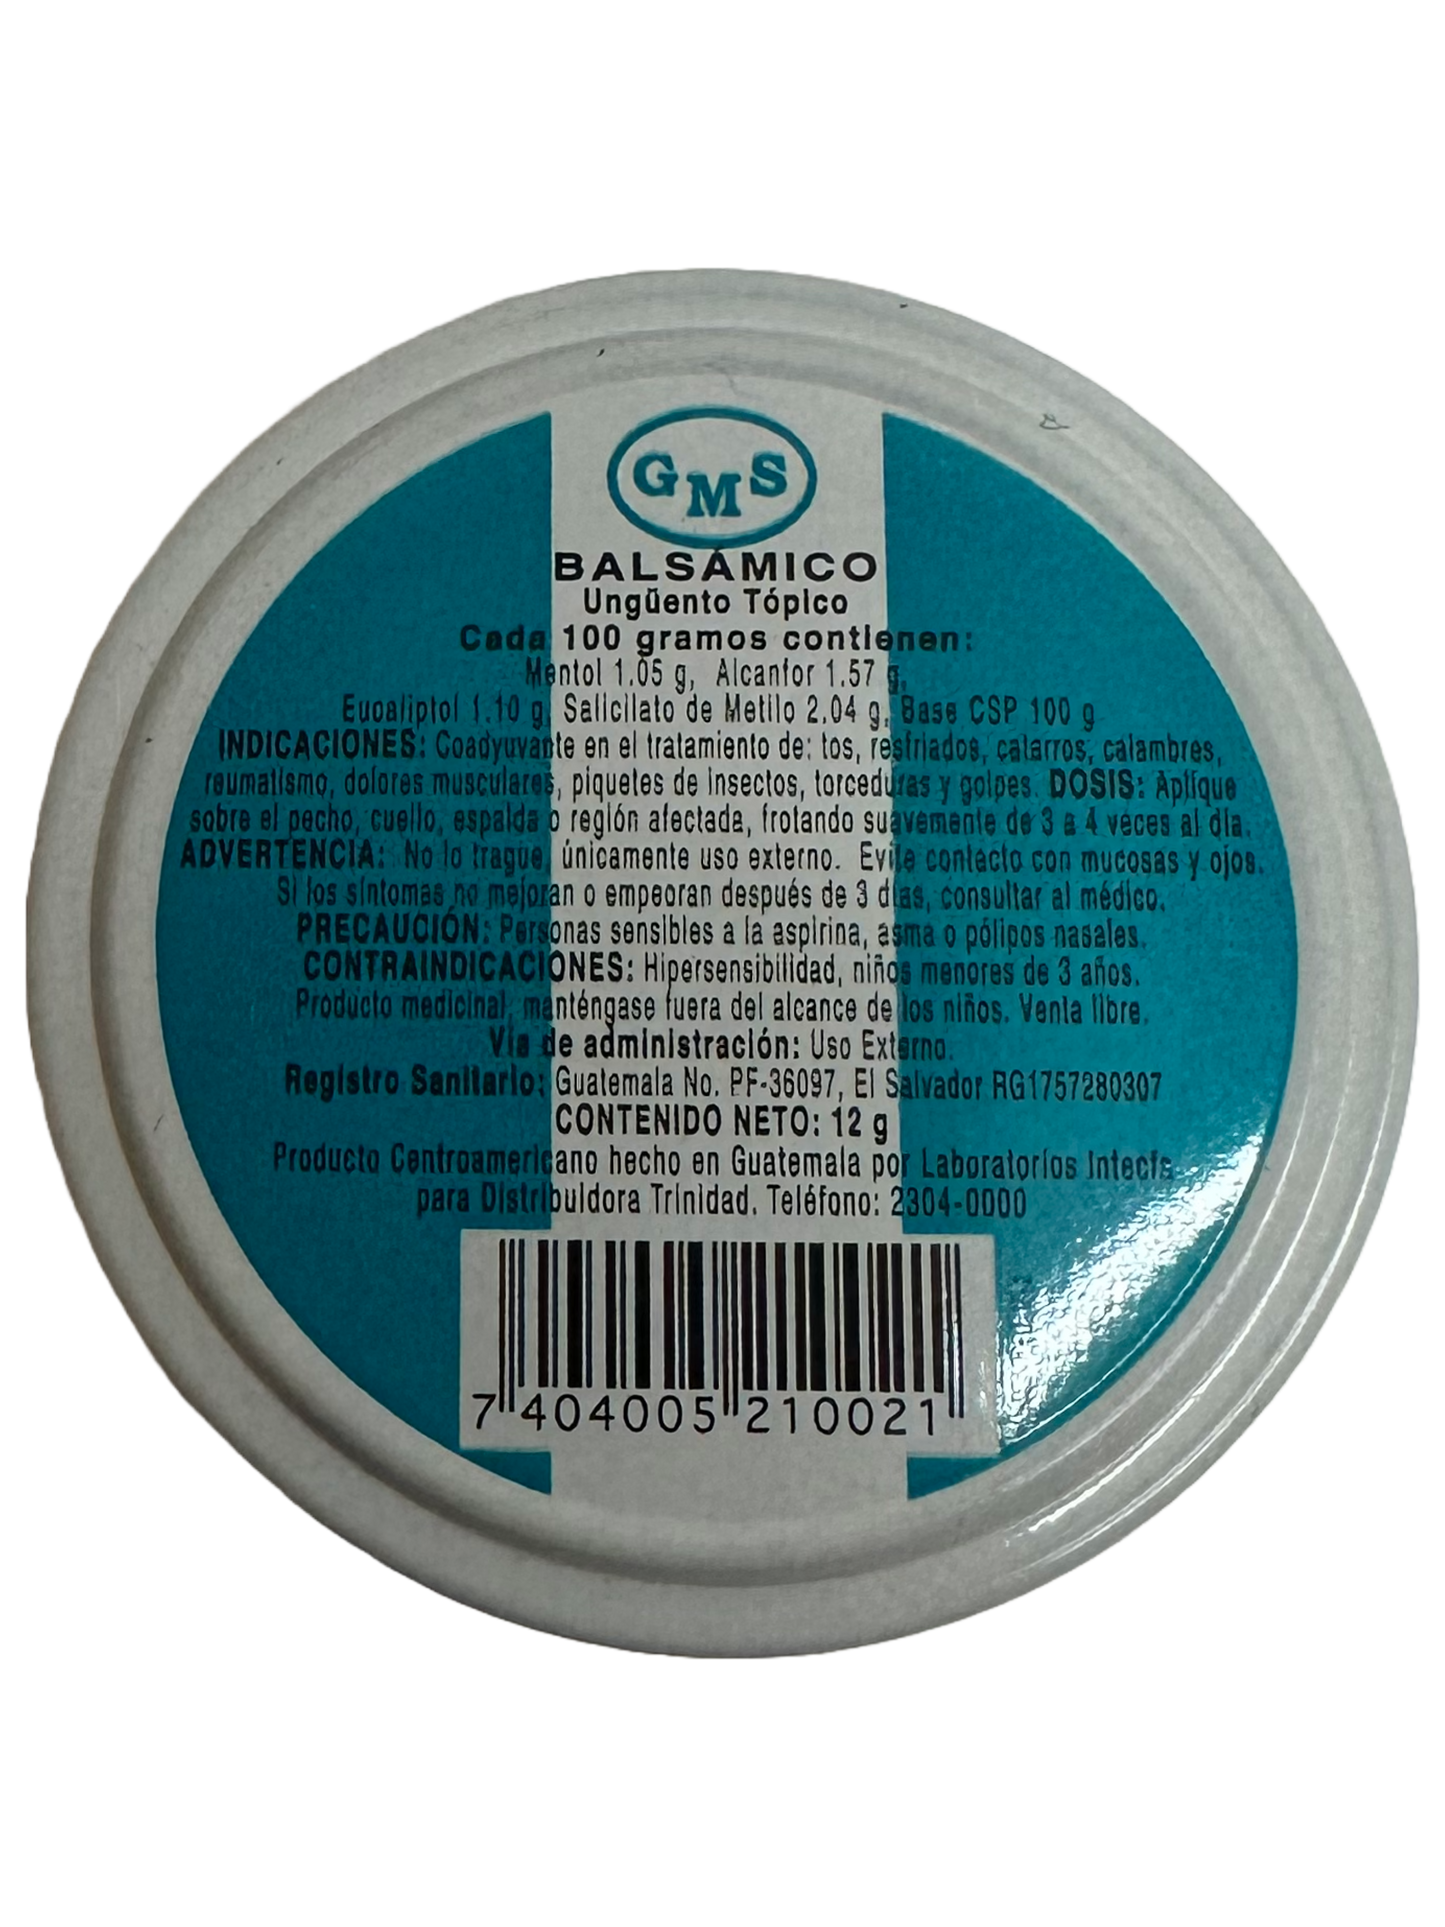 GMS
BALSÁMICO
Ungüento Tópico
Cada 100 gramos contienen:
Mentol 1.05 g, Alcanfor 1.57 g,
Eucaliptol 1.10 g, Salicilato de Metilo 2.04 g, Base CSP 100 g
INDICACIONES: Coadyuvante en el tratamiento de: tos, resfriados, catarros, calambres,
reumatismo, dolores musculares, piquetes de insectos, torceduras y golpes. DOSIS: Aplique
sobre el pecho, cuello, espalda o región afectada, frotando suavemente de 3 a 4 veces al día.
ADVERTENCIA: No lo trague, únicamente uso externo. Evite contacto con mucosas y ojos.
Si los síntomas no mejoran o empeoran después de 3 días, consultar al médico.
PRECAUCIÓN: Personas sensibles a la aspirina, asma o pólipos nasales.
CONTRAINDICACIONES: Hipersensibilidad, niños menores de 3 años.
Producto medicinal, manténgase fuera del alcance de los niños. Venta libre.
Vía de administración: Uso Externo.
Registro Sanitario: Guatemala No. PF-36097, El Salvador RG1757280307
CONTENIDO NETO: 12 g
Producto Centroamericano hecho en Guatemala por Laboratorios Intecfa
para Distribuidora Trinidad. Teléfono: 2304-0000
7 404005 210021